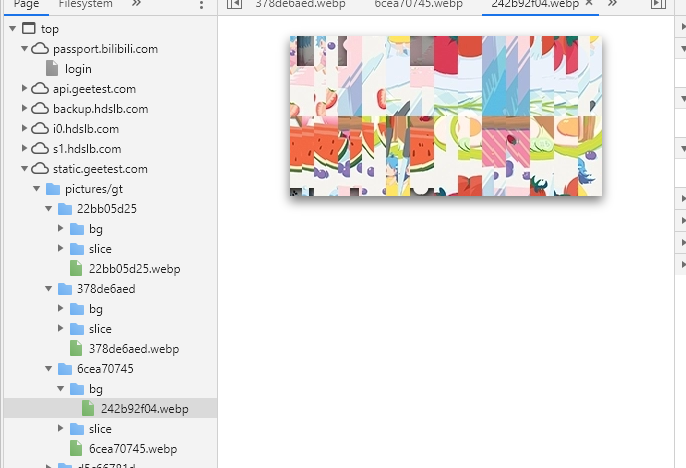 Page Filesystem »
378de6aed.webp 6cea70745.webp 242b92f04.webp × »
top
passport.bilibili.com
login
api.geetest.com
backup.hdslb.com
i0.hdslb.com
s1.hdslb.com
static.geetest.com
pictures/gt
22bb05d25
bg
slice
22bb05d25.webp
378de6aed
bg
slice
378de6aed.webp
6cea70745
bg
242b92f04.webp
slice
6cea70745.webp